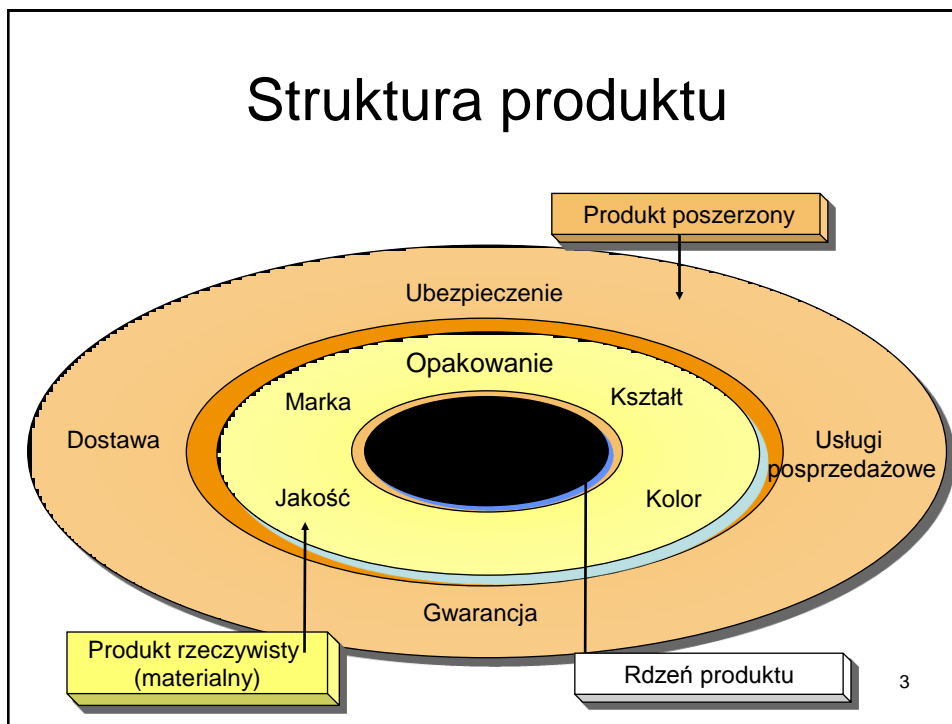 Struktura produktu
Produkt poszerzony
Ubezpieczenie
Opakowanie
Marka
Kształt
Dostawa
Usługi
posprzedażowe
Jakość
Kolor
Gwarancja
Produkt rzeczywisty
(materialny)
Rdzeń produktu
3